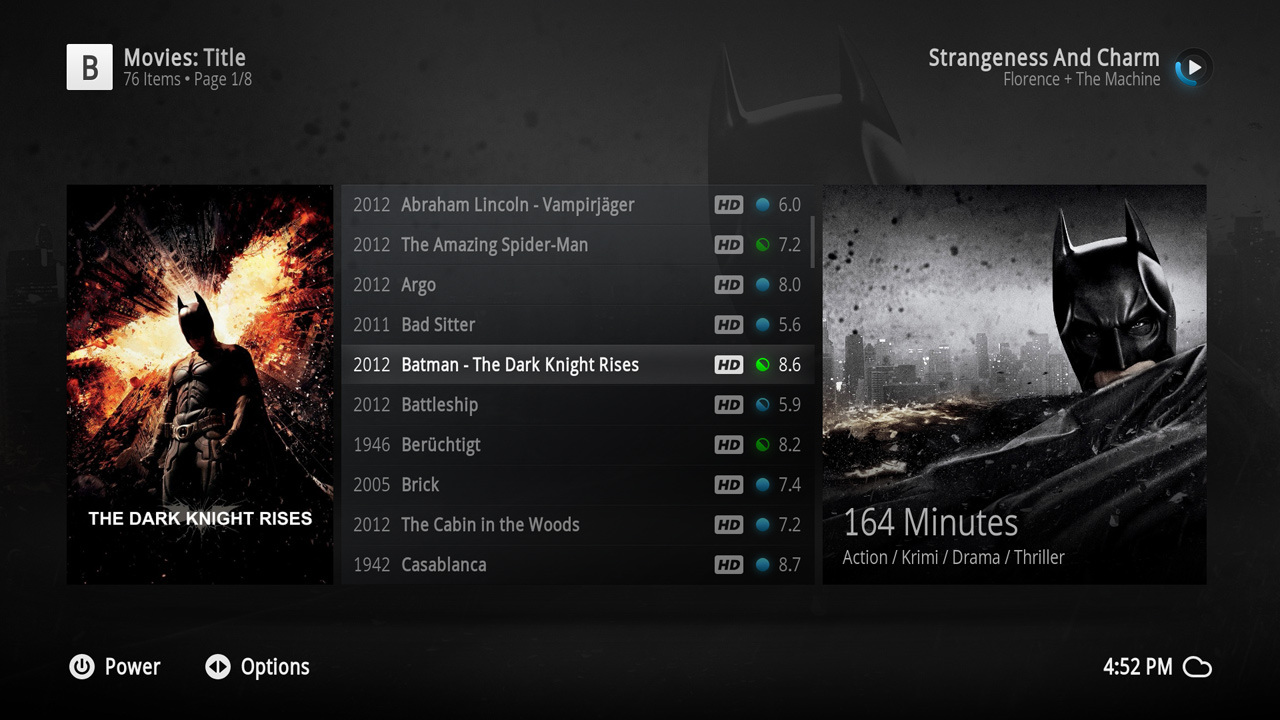 B
Movies: Title
76 Items • Page 1/8
Strangeness And Charm
Florence + The Machine
THE DARK KNIGHT RISES
2012 Abraham Lincoln - Vampirjäger HD 6.0
2012 The Amazing Spider-Man HD 7.2
2012 Argo HD 8.0
2011 Bad Sitter HD 5.6
2012 Batman - The Dark Knight Rises HD 8.6
2012 Battleship HD 5.9
1946 Berüchtigt HD 8.2
2005 Brick HD 7.4
2012 The Cabin in the Woods HD 7.2
1942 Casablanca HD 8.7
164 Minutes
Action / Krimi / Drama / Thriller
Power
Options
4:52 PM